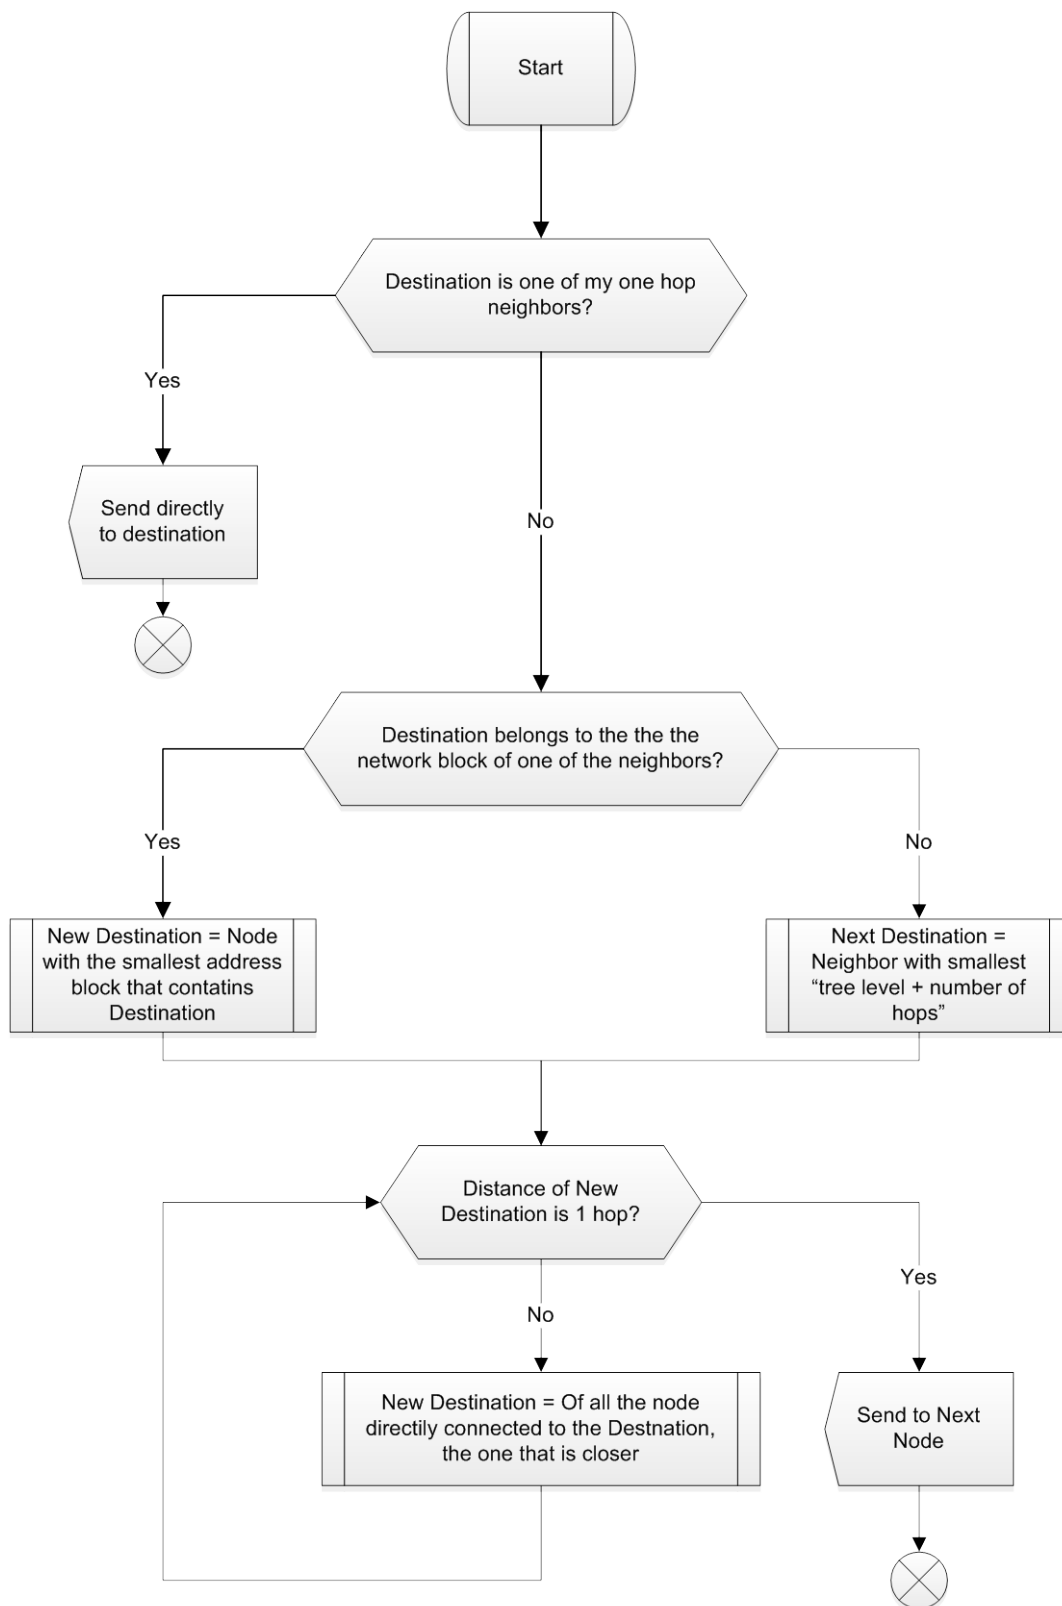 Start
Destination is one of my one hop
neighbors?
Yes
Send directly
to destination
No
Destination belongs to the the the
network block of one of the neighbors?
Yes
No
New Destination = Node
with the smallest address
block that contatins
Destination
Next Destination =
Neighbor with smallest
“tree level + number of
hops”
Distance of New
Destination is 1 hop?
Yes
No
New Destination = Of all the node
directily connected to the Destnation,
the one that is closer
Send to Next
Node